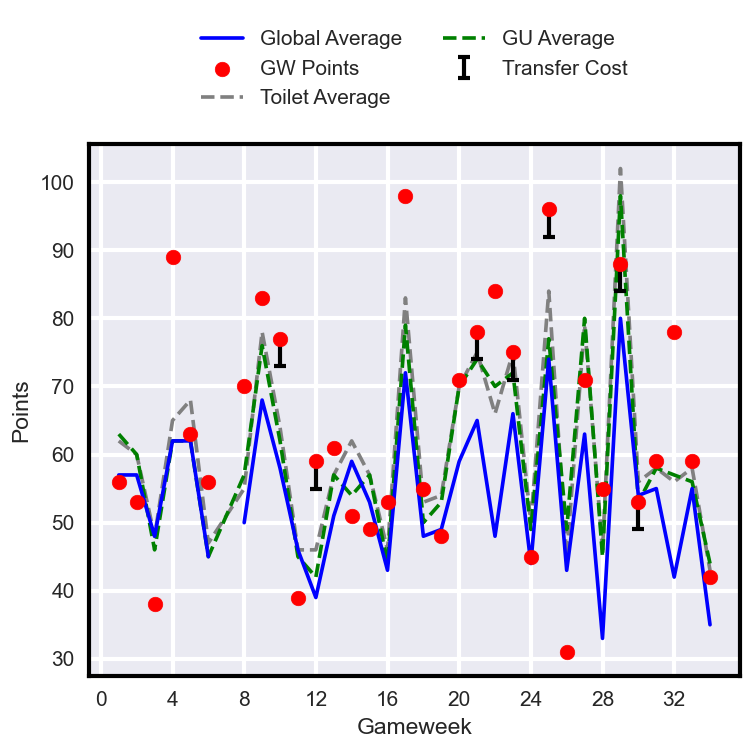 Global Average
GW Points
Toilet Average
GU Average
Transfer Cost
Points
100
90
80
70
60
50
40
30
0 4 8 12 16 20 24 28 32
Gameweek